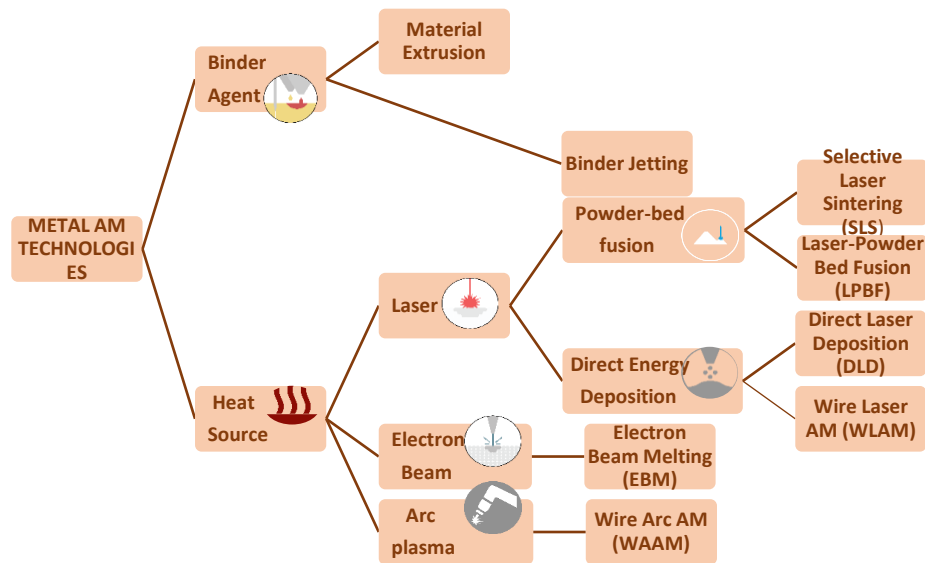 METAL AM
TECHNOLOGI
ES
Binder
Agent
Material
Extrusion
Binder Jetting
Heat
Source
Laser
Powder-bed
fusion
Selective
Laser
Sintering
(SLS)
Laser-Powder
Bed Fusion
(LPBF)
Direct Energy
Deposition
Direct Laser
Deposition
(DLD)
Wire Laser
AM (WLAM)
Electron
Beam
Electron
Beam Melting
(EBM)
Arc
plasma
Wire Arc AM
(WAAM)